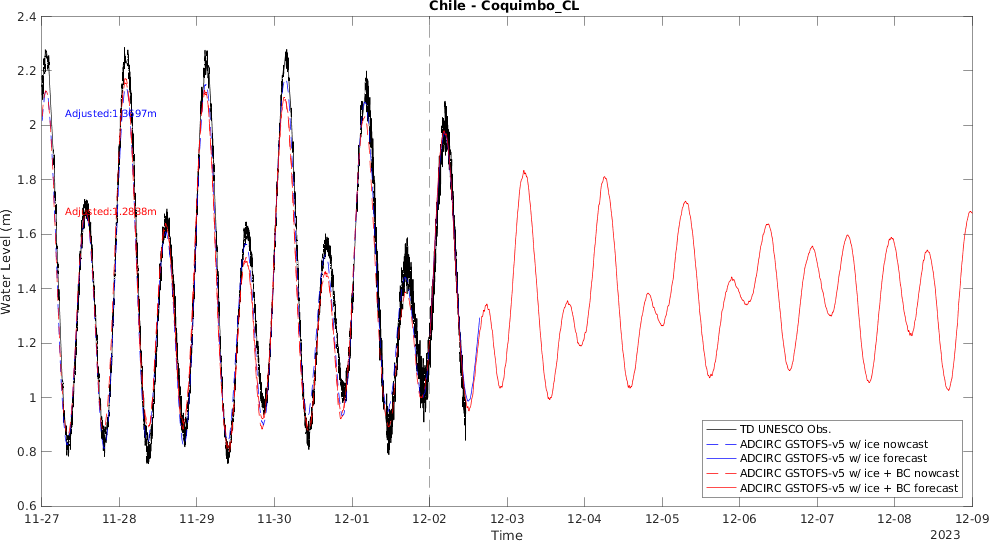 Chile - Coquimbo_CL
Water Level (m)
2.4
2.2
2
1.8
1.6
1.4
1.2
1
0.8
0.6
Adjusted:1.3697m
Adjusted:1.2838m
TD UNESCO Obs.
ADCIRC GSTOFS-v5 w/ ice nowcast
ADCIRC GSTOFS-v5 w/ ice forecast
ADCIRC GSTOFS-v5 w/ ice + BC nowcast
ADCIRC GSTOFS-v5 w/ ice + BC forecast
11-27 11-28 11-29 11-30 12-01 12-02 12-03 12-04 12-05 12-06 12-07 12-08 12-09
Time
2023